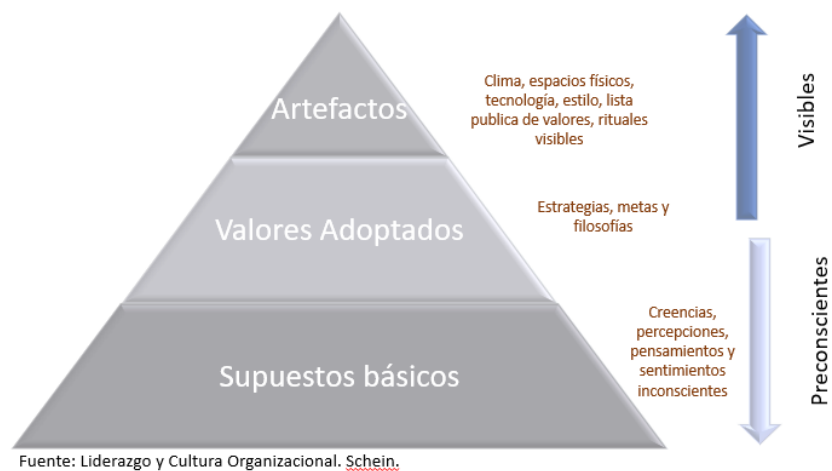 Artefactos
Clima, espacios físicos,
tecnología, estilo, lista
publica de valores, rituales
visibles
Visibles
Valores Adoptados
Estrategias, metas y
filosofías
Supuestos básicos
Creencias,
percepciones,
pensamientos y
sentimientos
inconscientes
Preconscientes
Fuente: Liderazgo y Cultura Organizacional. Schein.